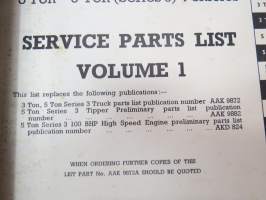 SERVICE PARTS LIST
VOLUME 1
This list replaces the following publications:—
3 Ton, 5 Ton Series 3 Truck parts list publication number AAK 9872
5 Ton Series 3 Tipper Preliminary parts list publication
number ... ... ... ... ... AAK 9882
5 Ton Series 3 100 BHP High Speed Engine preliminary parts list
publication number ... ... ... ... AKD 824
WHEN ORDERING FURTHER COPIES OF THE
LIST PART No. AAK 9872A SHOULD BE QUOTED